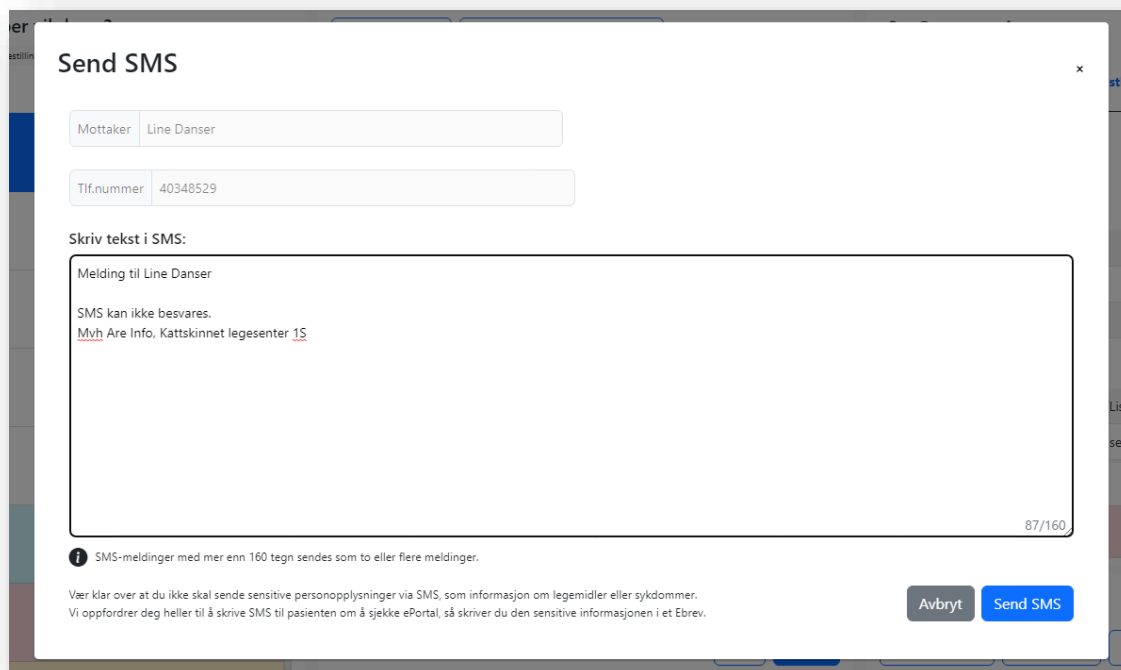 Send SMS
×
Mottaker Line Danser
Tlf.nummer 40348529
Skriv tekst i SMS:
Melding til Line Danser
SMS kan ikke besvares.
Mvh Are Info, Kattskinnet legesenter 1S
87/160
SMS-meldinger med mer enn 160 tegn sendes som to eller flere meldinger.
Vær klar over at du ikke skal sende sensitive personopplysninger via SMS, som informasjon om legemidler eller sykdommer.
Vi oppfordrer deg heller til å skrive SMS til pasienten om å sjekke ePortal, så skriver du den sensitive informasjonen i et Ebrev.
Avbryt Send SMS